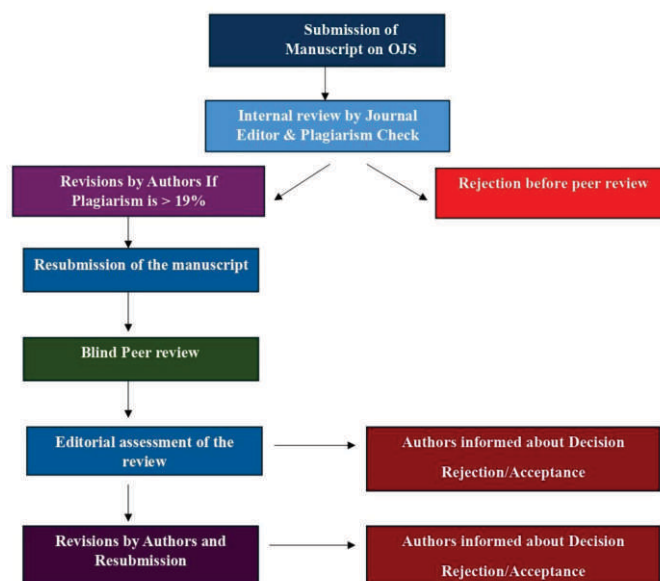 Submission of
Manuscript on OJS
Internal review by Journal
Editor & Plagiarism Check
Revisions by Authors If
Plagiarism is > 19%
Rejection before peer review
Resubmission of the manuscript
Blind Peer review
Editorial assessment of the
review
Authors informed about Decision
Rejection/Acceptance
Revisions by Authors and
Resubmission
Authors informed about Decision
Rejection/Acceptance